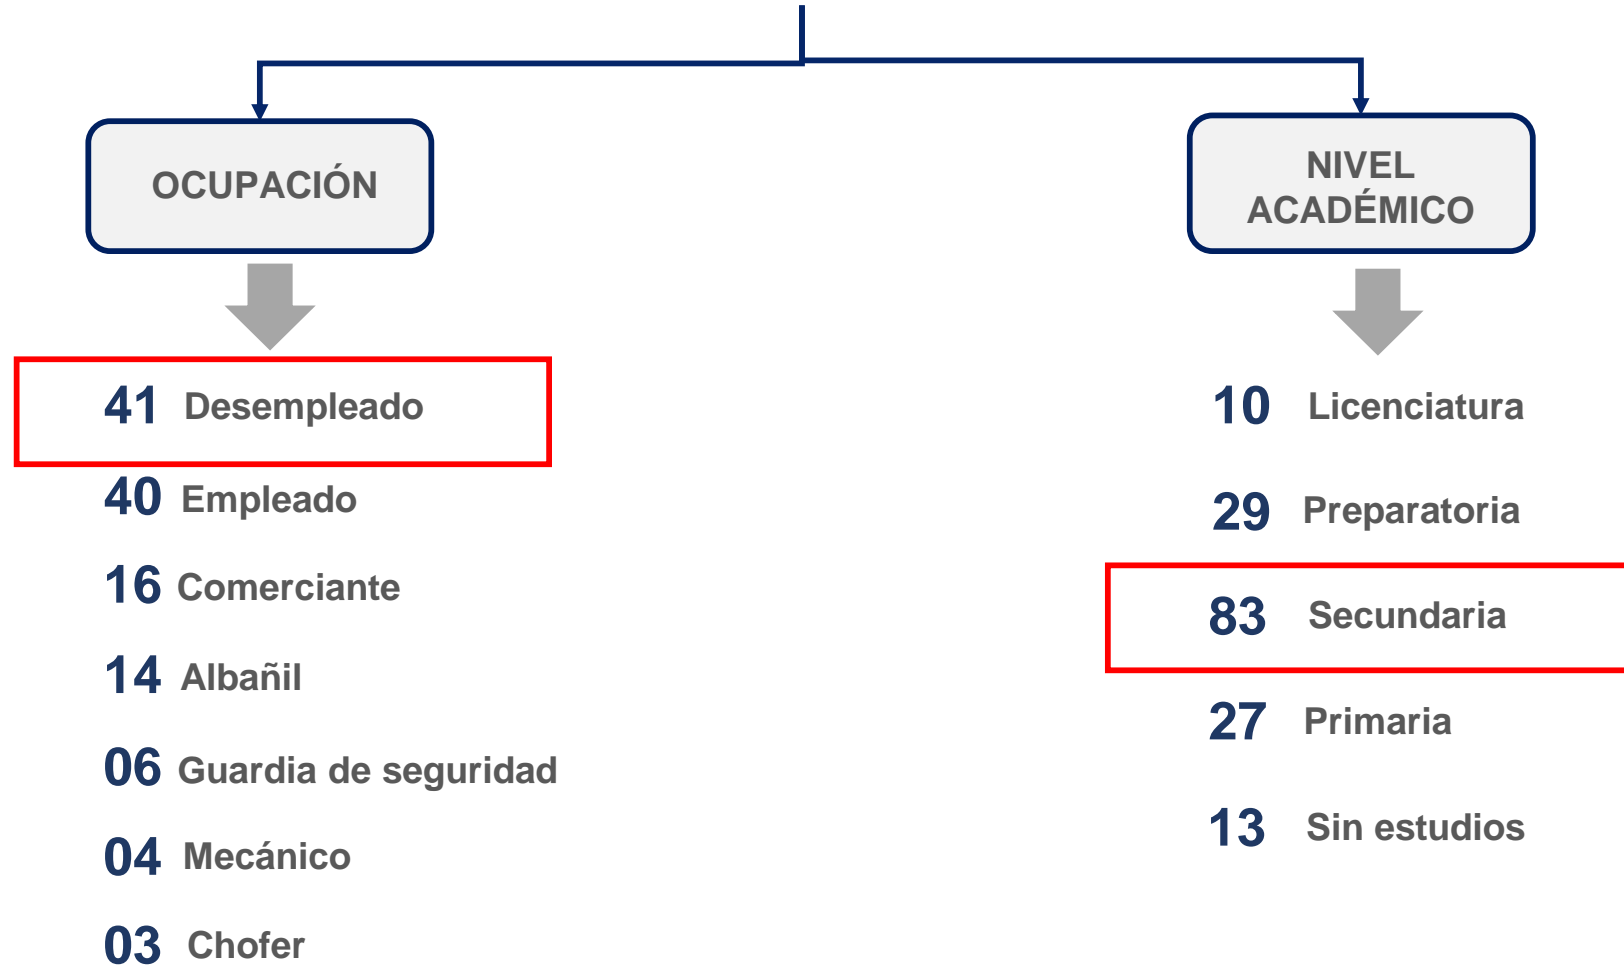 OCUPACIÓN
41 Desempleado
40 Empleado
16 Comerciante
14 Albañil
06 Guardia de seguridad
04 Mecánico
03 Chofer
NIVEL
ACADÉMICO
10 Licenciatura
29 Preparatoria
83 Secundaria
27 Primaria
13 Sin estudios